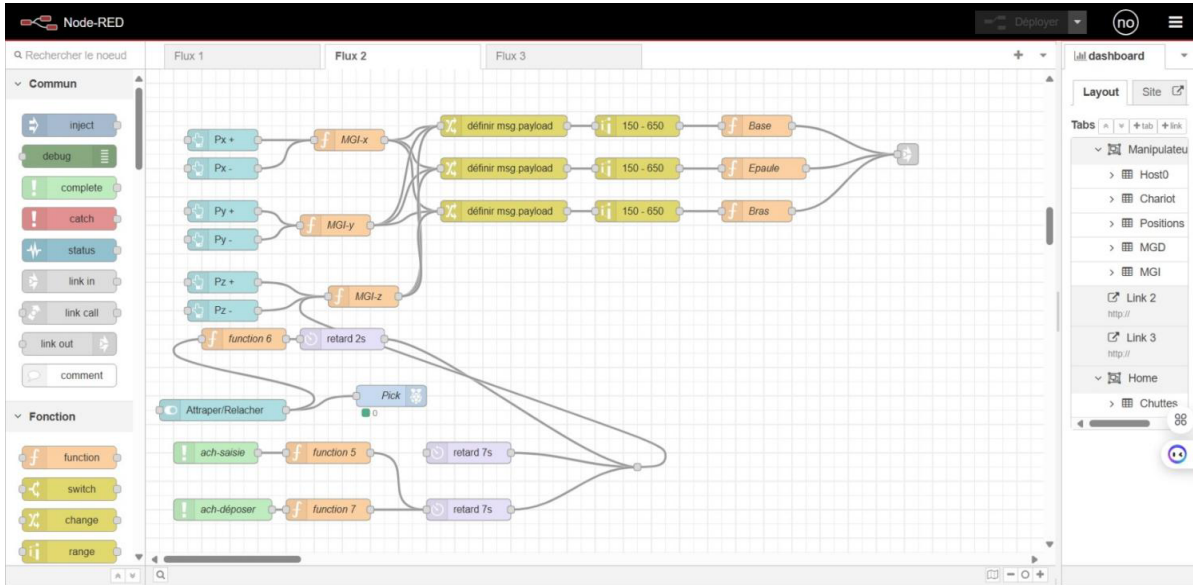 Node-RED
Déployer
no
Rechercher le noeud
Flux 1
Flux 2
Flux 3
dashboard
Commun
inject
debug
complete
catch
status
link in
link call
link out
comment
Fonction
function
switch
change
range
Px +
Px -
MGI-x
Py +
Py -
MGI-y
Pz +
Pz -
MGI-z
définir msg.payload
150 - 650
Base
définir msg.payload
150 - 650
Epaule
définir msg.payload
150 - 650
Bras
function 6
retard 2s
Attraper/Relacher
Pick
0
ach-saisie
function 5
retard 7s
ach-déposer
function 7
retard 7s
Layout
Site
Tabs
+tab
+link
Manipulateu
Host0
Chariot
Positions
MGD
MGI
Link 2
http://
Link 3
http://
Home
Chuttes